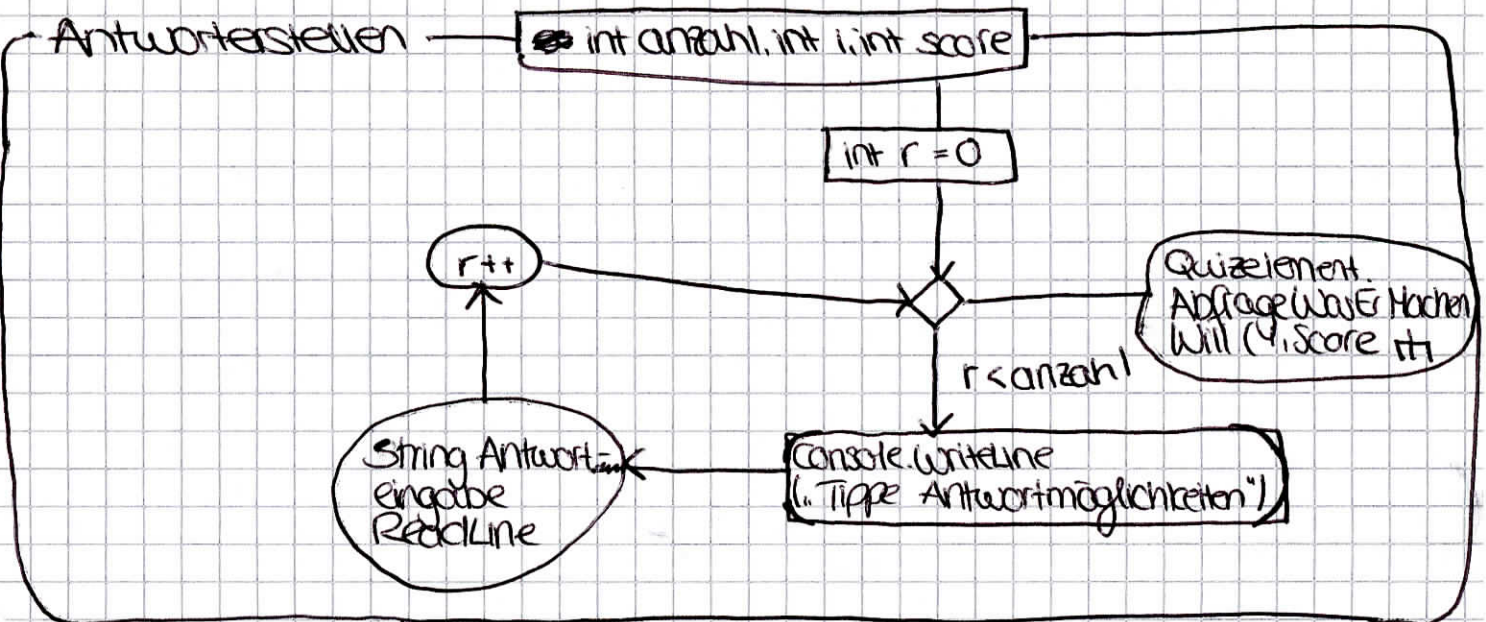 Antworterstellen
int anzahl, int i, int score
int r = 0
r++
Quizelement.
AbfrageWasErMachen
Will (4, Score
r < anzahl
String Antwort =
eingabe
ReadLine
Console.WriteLine
(„Tippe Antwortmöglichkeiten")